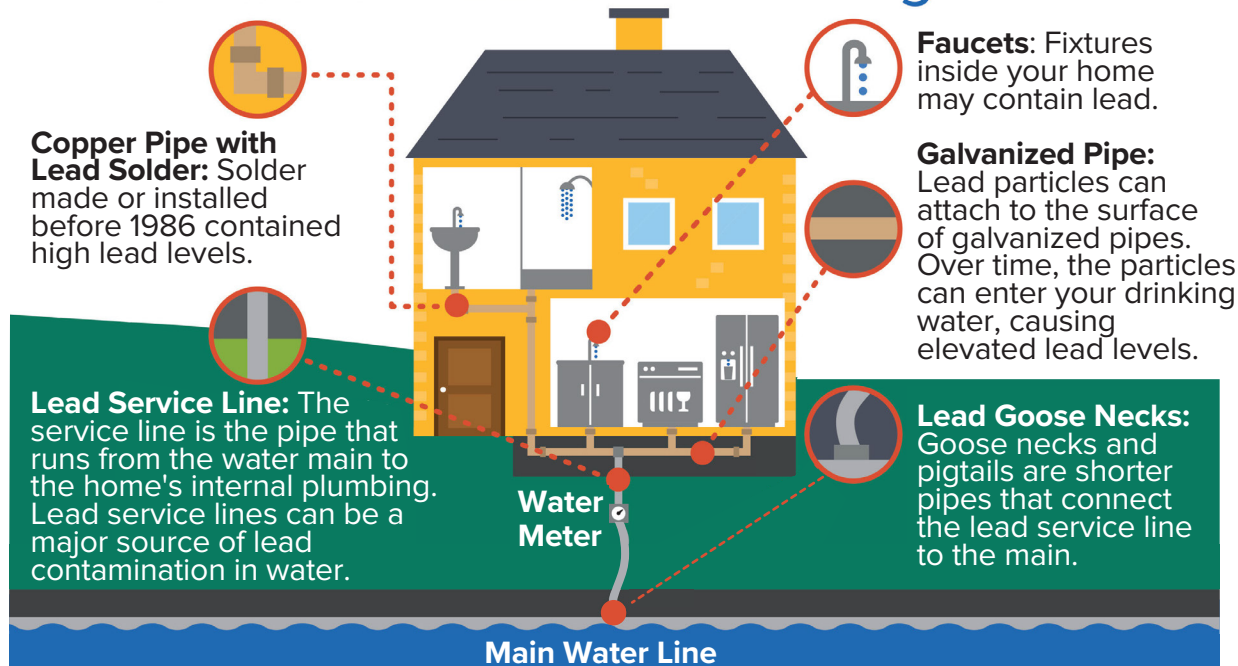 Copper Pipe with
Lead Solder: Solder
made or installed
before 1986 contained
high lead levels.
Lead Service Line: The
service line is the pipe that
runs from the water main to
the home's internal plumbing.
Lead service lines can be a
major source of lead
contamination in water.
Faucets: Fixtures
inside your home
may contain lead.
Galvanized Pipe:
Lead particles can
attach to the surface
of galvanized pipes.
Over time, the particles
can enter your drinking
water, causing
elevated lead levels.
Lead Goose Necks:
Goose necks and
pigtails are shorter
pipes that connect
the lead service line
to the main.
Water
Meter
Main Water Line